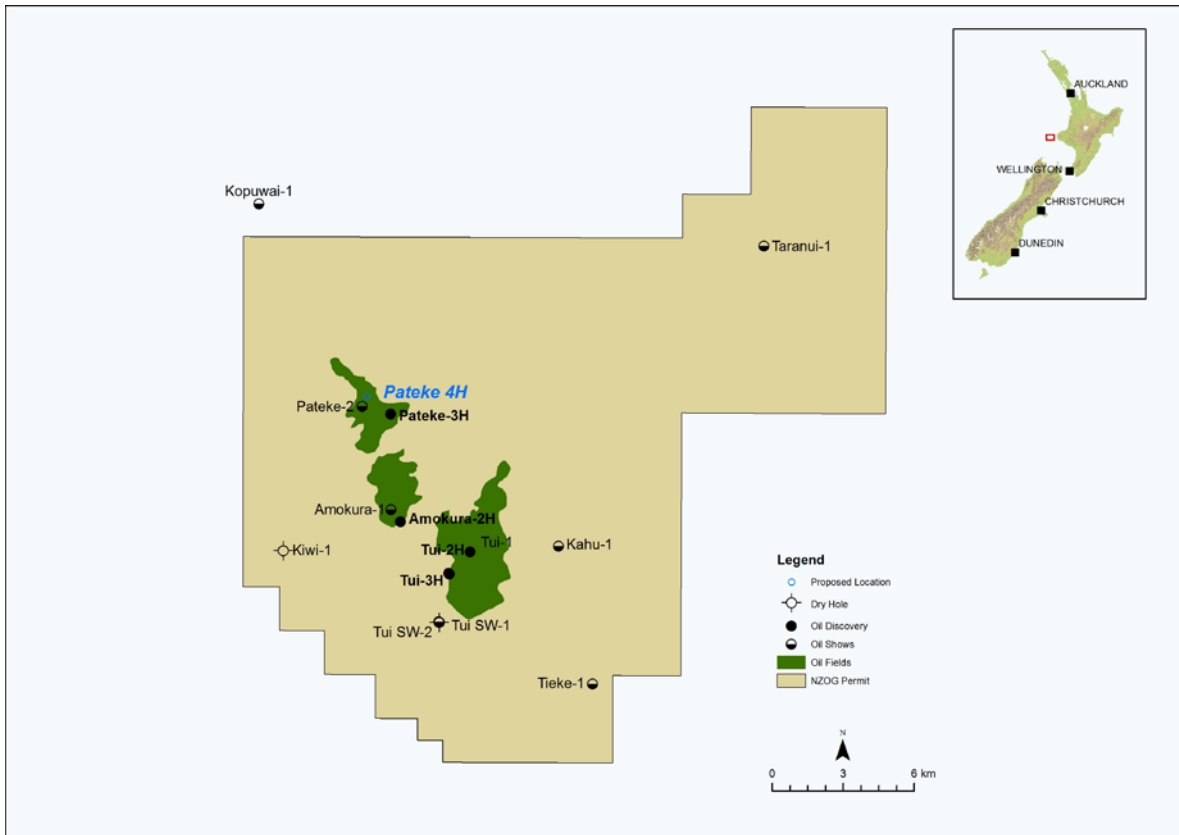 AUCKLAND
WELLINGTON
CHRISTCHURCH
DUNEDIN
Kopuwai-1
Taranui-1
Pateke 4H
Pateke-2
Pateke-3H
Amokura-1
Amokura-2H
Tui-2H
Tui-1
Kahu-1
Kiwi-1
Tui-3H
Tui SW-2
Tui SW-1
Tieke-1
Legend
Proposed Location
Dry Hole
Oil Discovery
Oil Shows
Oil Fields
NZOG Permit
N
0 3 6 km